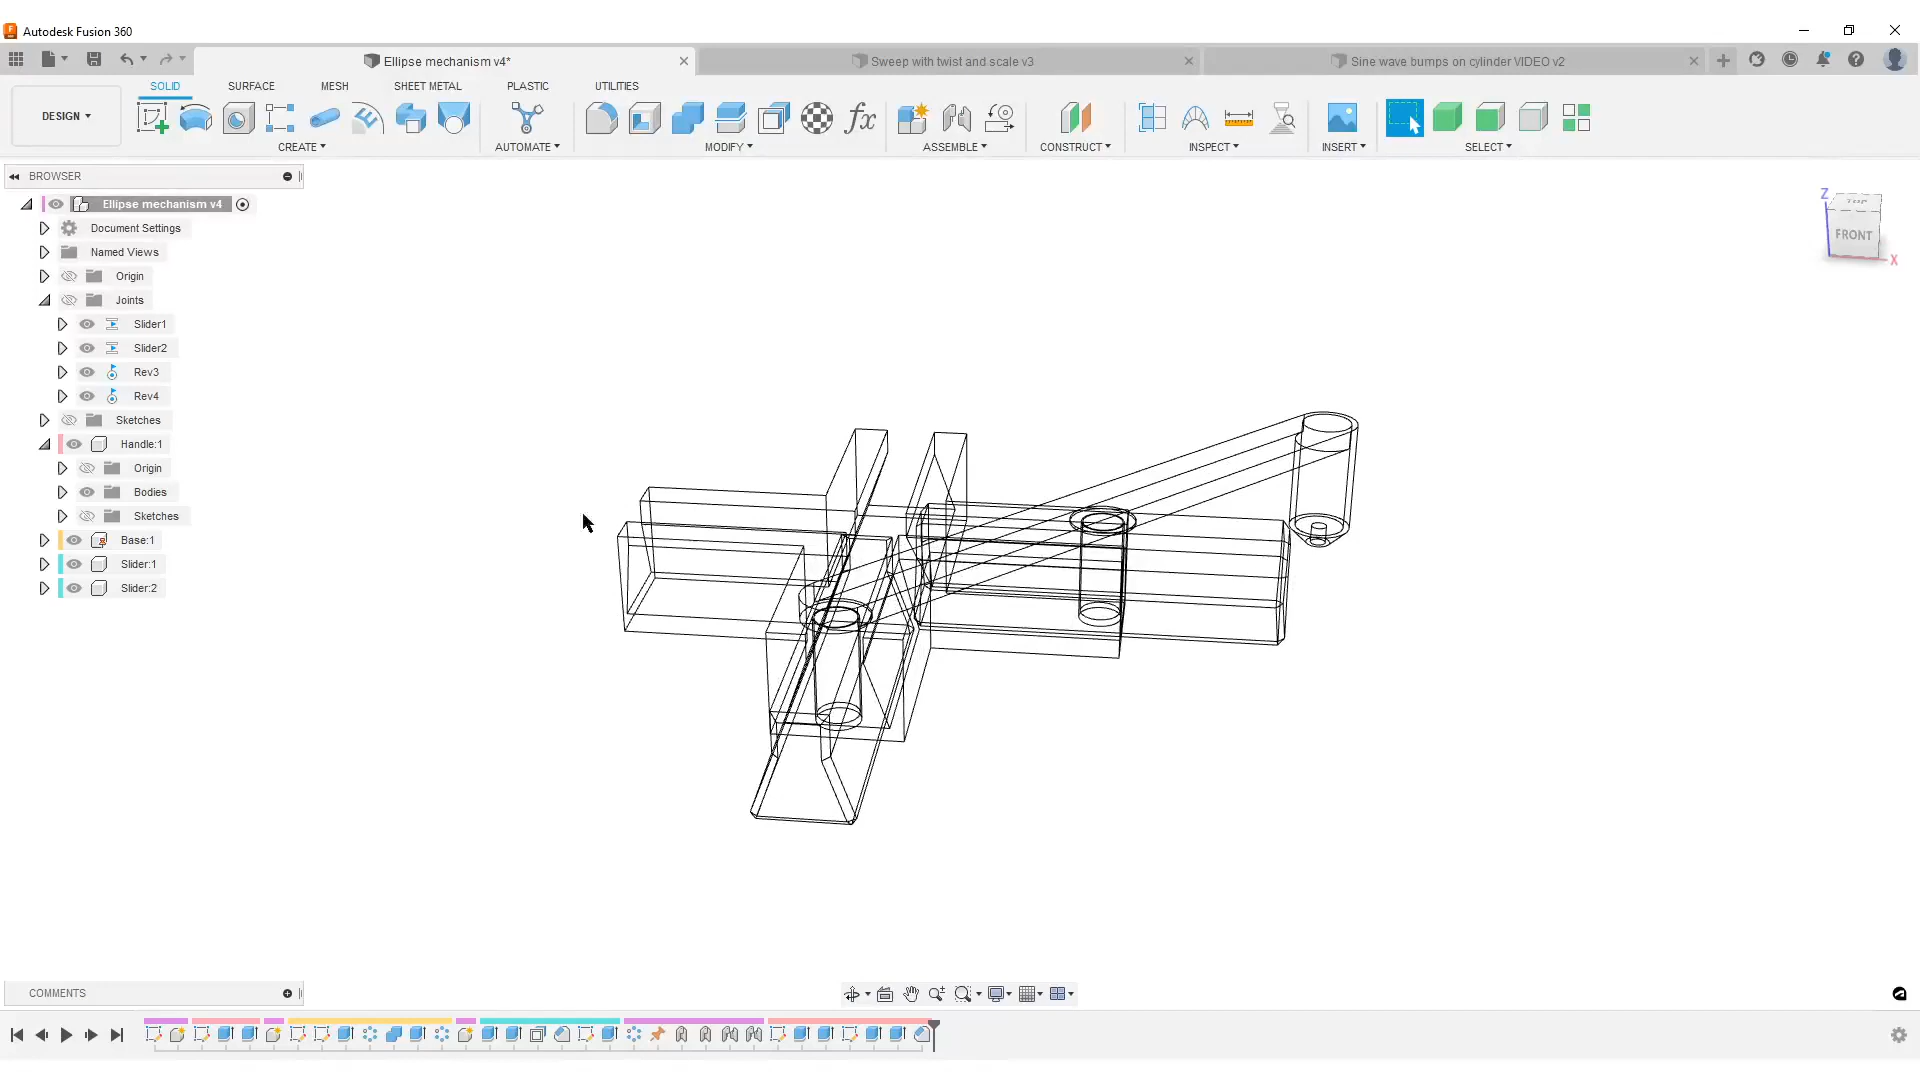 Autodesk Fusion 360
Ellipse mechanism v4*
Sweep with twist and scale v3
Sine wave bumps on cylinder VIDEO v2
DESIGN
SOLID
SURFACE
MESH
SHEET METAL
PLASTIC
UTILITIES
CREATE
AUTOMATE
MODIFY
ASSEMBLE
CONSTRUCT
INSPECT
INSERT
SELECT
BROWSER
Ellipse mechanism v4
Document Settings
Named Views
Origin
Joints
Slider1
Slider2
Rev3
Rev4
Sketches
Handle:1
Origin
Bodies
Sketches
Base:1
Slider:1
Slider:2
Z
TOP
FRONT
X
COMMENTS